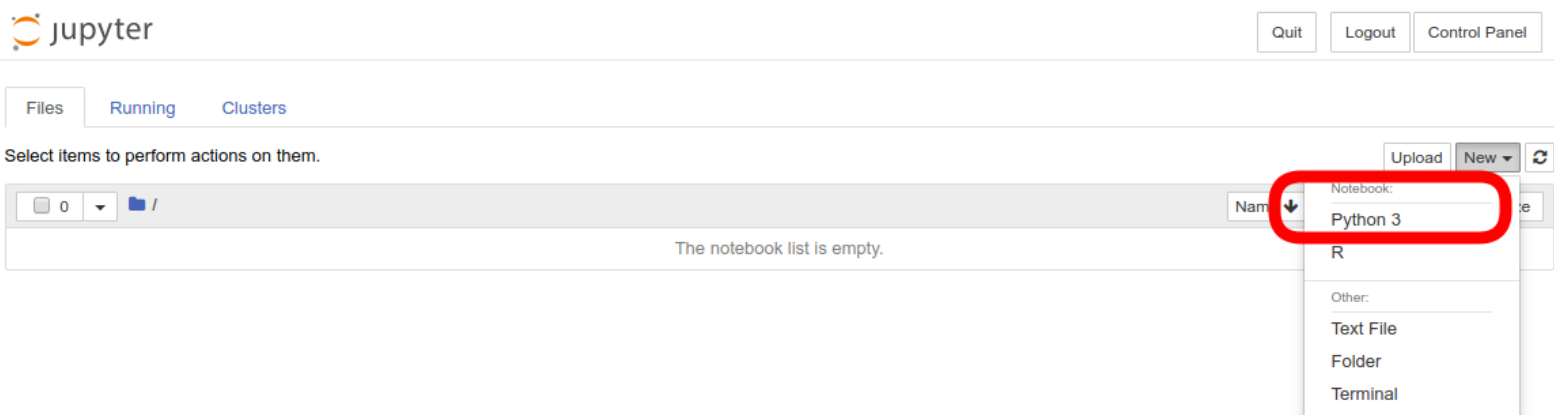 jupyter
Quit Logout Control Panel
Files Running Clusters
Select items to perform actions on them.
Upload New
0 /
Nam
Notebook:
Python 3
The notebook list is empty.
R
Other:
Text File
Folder
Terminal